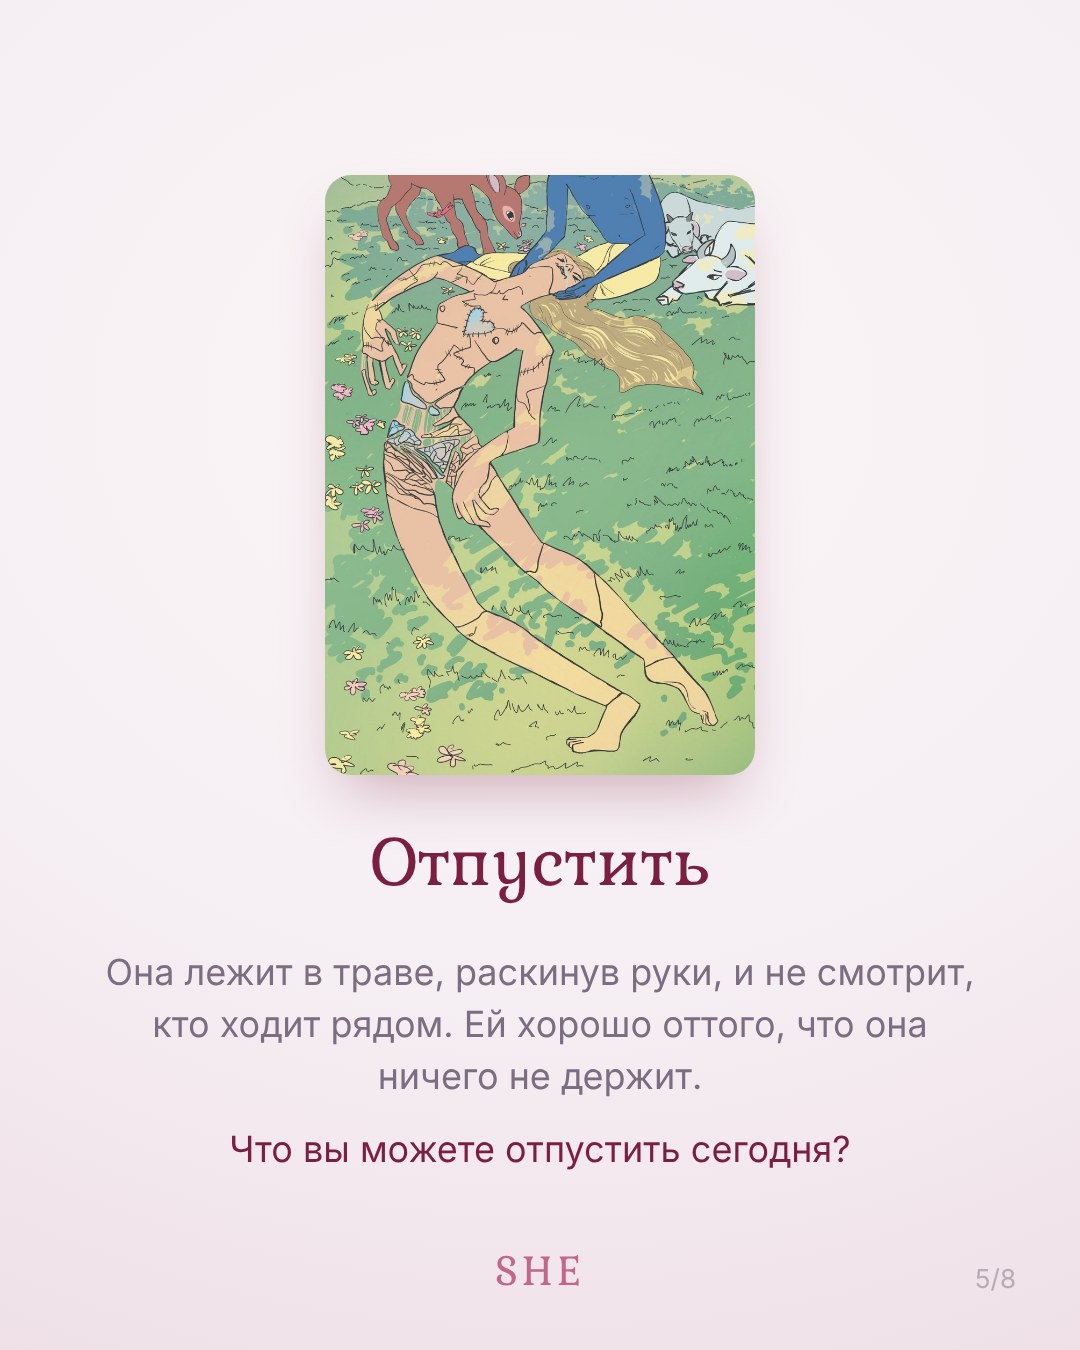 Отпустить
Она лежит в траве, раскинув руки, и не смотрит,
кто ходит рядом. Ей хорошо оттого, что она
ничего не держит.
Что вы можете отпустить сегодня?
SHE
5/8